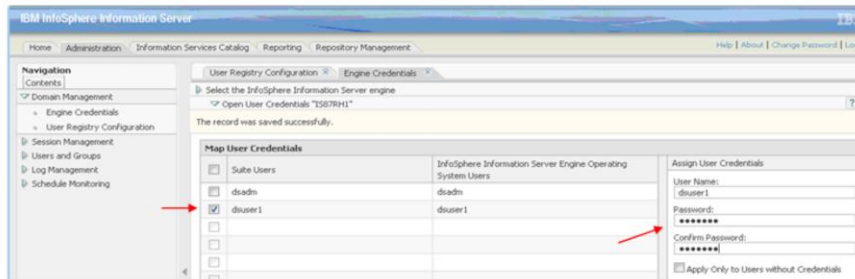 IBM InfoSphere Information Server
IB
Home Administration Information Services Catalog Reporting Repository Management
Help | About | Change Password | Lo
Navigation
Contents
Domain Management
Engine Credentials
User Registry Configuration
Session Management
Users and Groups
Log Management
Schedule Monitoring
User Registry Configuration Engine Credentials
Select the InfoSphere Information Server engine
Open User Credentials "IS87RH1"
?
The record was saved successfully.
Map User Credentials
Suite Users
InfoSphere Information Server Engine Operating
System Users
dsadm dsadm
dsuser1 dsuser1
Assign User Credentials
User Name:
dsuser1
Password:
•••••••
Confirm Password:
•••••••
Apply Only to Users without Credentials